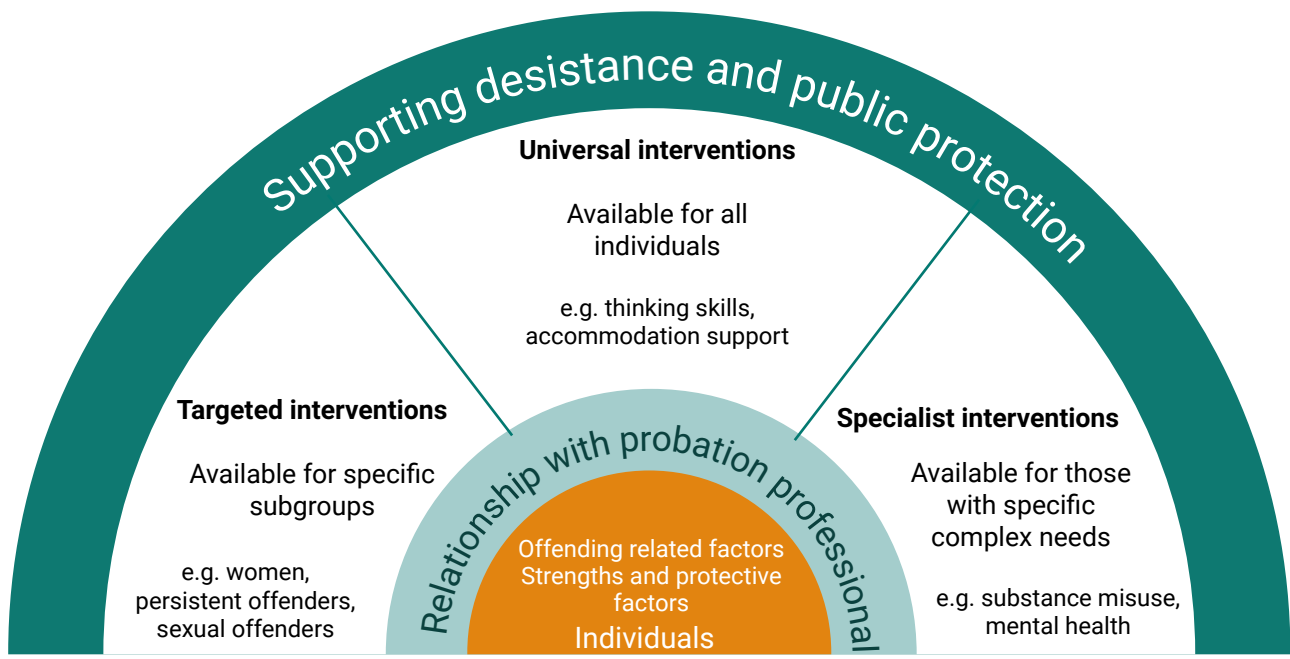 Supporting desistance and public protection
Universal interventions
Available for all
individuals
e.g. thinking skills,
accommodation support
Targeted interventions
Available for specific
subgroups
e.g. women,
persistent offenders,
sexual offenders
Specialist interventions
Available for those
with specific
complex needs
e.g. substance misuse,
mental health
Relationship with probation professional
Offending related factors
Strengths and protective
factors
Individuals